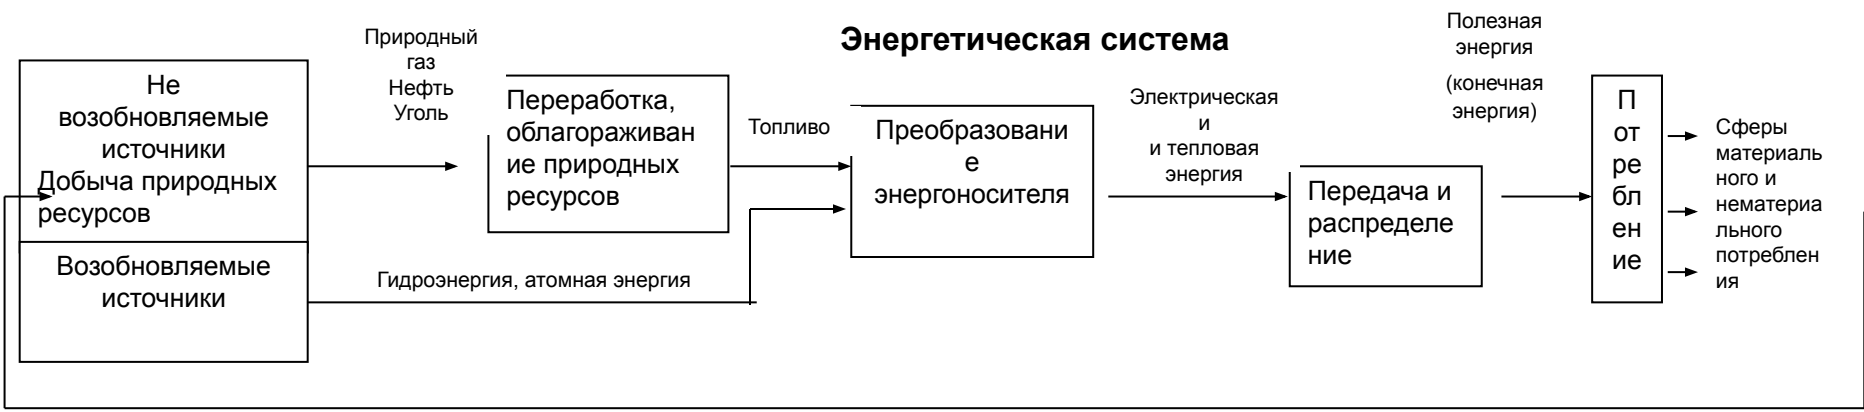 Энергетическая система
Не
возобновляемые
источники
Добыча природных
ресурсов
Возобновляемые
источники
Природный
газ
Нефть
Уголь
Гидроэнергия, атомная энергия
Переработка,
облагораживан
ие природных
ресурсов
Топливо
Преобразовани
е
энергоносителя
Электрическая
и
и тепловая
энергия
Передача и
распределе
ние
Полезная
энергия
(конечная
энергия)
П
от
ре
бл
ен
ие
Сферы
материаль
ного и
нематериа
льного
потреблен
ия